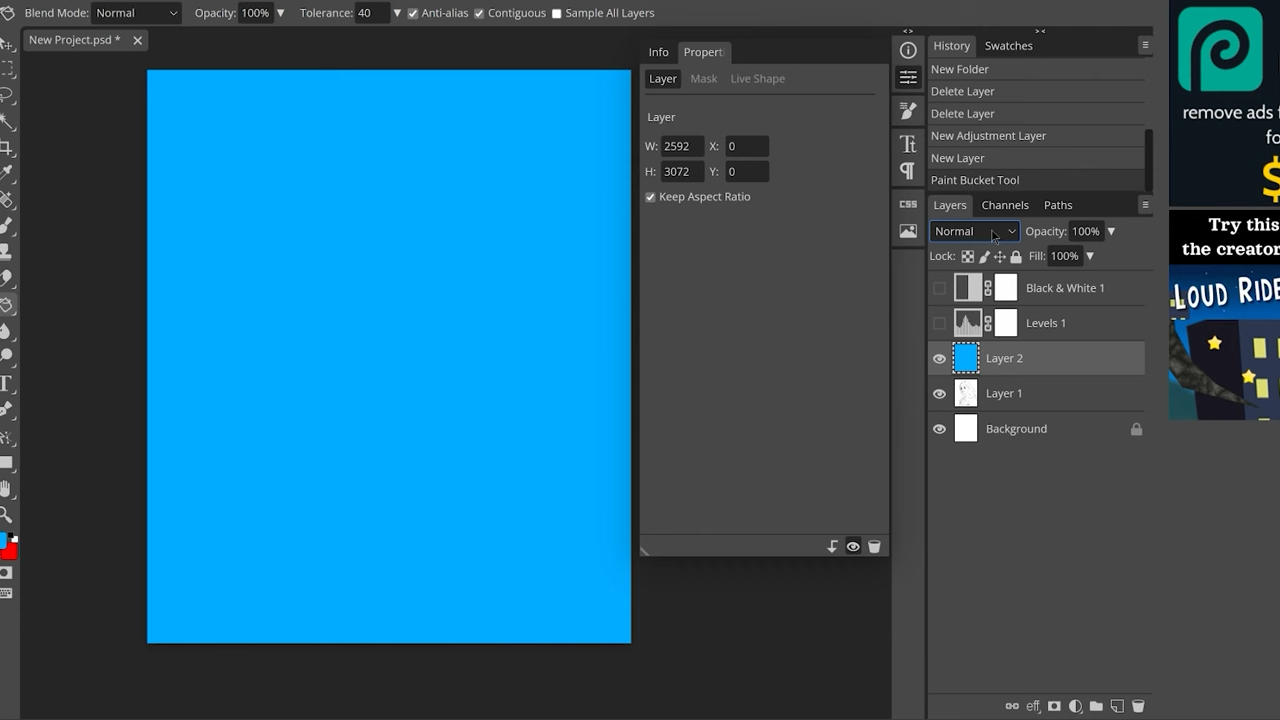 Blend Mode: Normal Opacity: 100% Tolerance: 40 Anti-alias Contiguous Sample All Layers
New Project.psd *
Info Propert
Layer Mask Live Shape
Layer
W: 2592 X: 0
H: 3072 Y: 0
Keep Aspect Ratio
History Swatches
New Folder
Delete Layer
Delete Layer
New Adjustment Layer
New Layer
Paint Bucket Tool
Layers Channels Paths
Normal Opacity: 100%
Lock: Fill: 100%
Black & White 1
Levels 1
Layer 2
Layer 1
Background
eff
css
remove ads
fo
$
Try this
the creator
LOUD RIDE